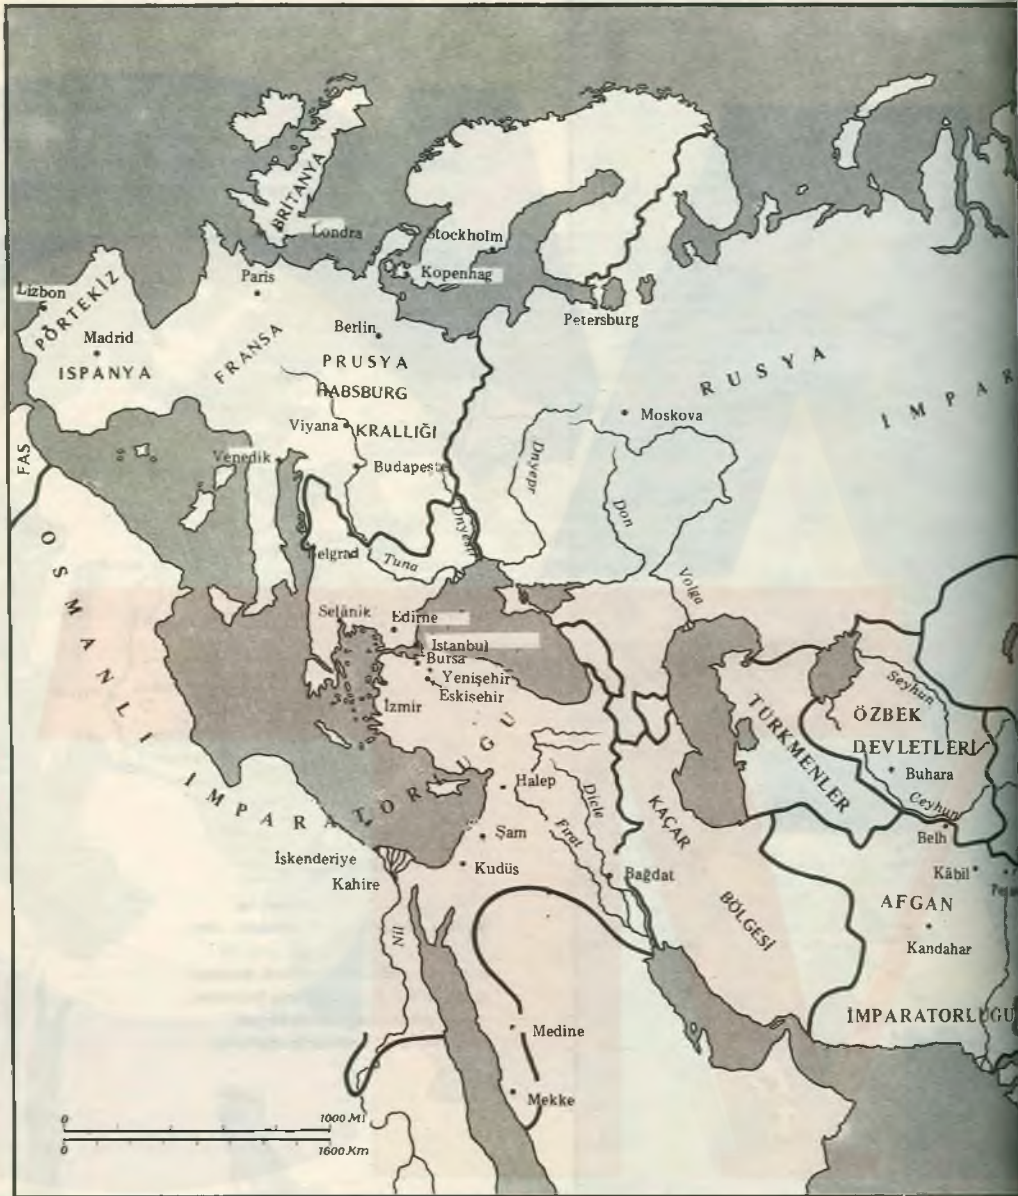 BRİTANYA
Londra
Stockholm
Kopenhag
Paris
Lizbon
PORTEKİZ
Madrid
ISPANYA
FRANSA
Berlin
PRUSYA
HABSBURG
KRALLIĞI
Viyana
Budapeşte
Venedik
Petersburg
RUSYA
İMPAR
Moskova
Dnyepr
Don
Volga
Dnyestr
FAS
Belgrad
Tuna
Selânik
Edirne
Istanbul
Bursa
Yenişehir
Eskişehir
İzmir
OSMANLI
İMPARATORLUĞU
Halep
Dicle
Fırat
Şam
Kudüs
Bağdat
İskenderiye
Kahire
Nil
Medine
Mekke
KAÇAR
BÖLGESİ
TÜRKMENLER
Seyhun
ÖZBEK
DEVLETLERİ
Buhara
Ceyhun
Belh
Kâbil
AFGAN
Kandahar
İMPARATORLUĞU
0
1000 Mi
0
1600 Km